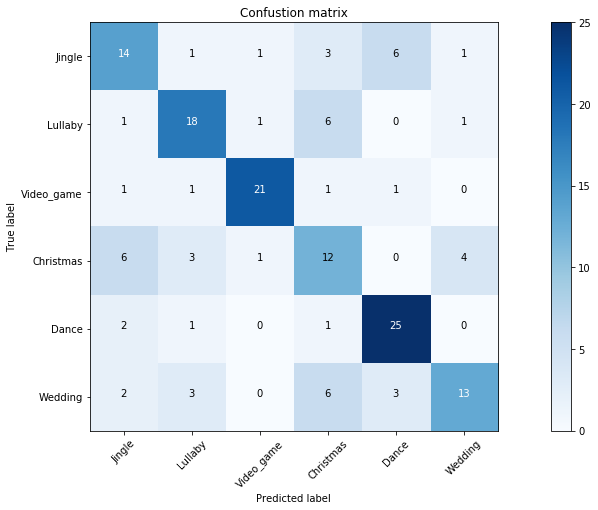 Confustion matrix
True label
Jingle 14 1 1 3 6 1
Lullaby 1 18 1 6 0 1
Video_game 1 1 21 1 1 0
Christmas 6 3 1 12 0 4
Dance 2 1 0 1 25 0
Wedding 2 3 0 6 3 13
Jingle Lullaby Video_game Christmas Dance Wedding
Predicted label
25
20
15
10
5
0